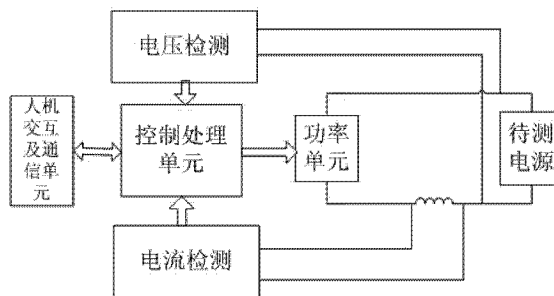 电压检测
人机
交互
及通
信单
元
控制处理
单元
功率
单元
待测
电源
电流检测